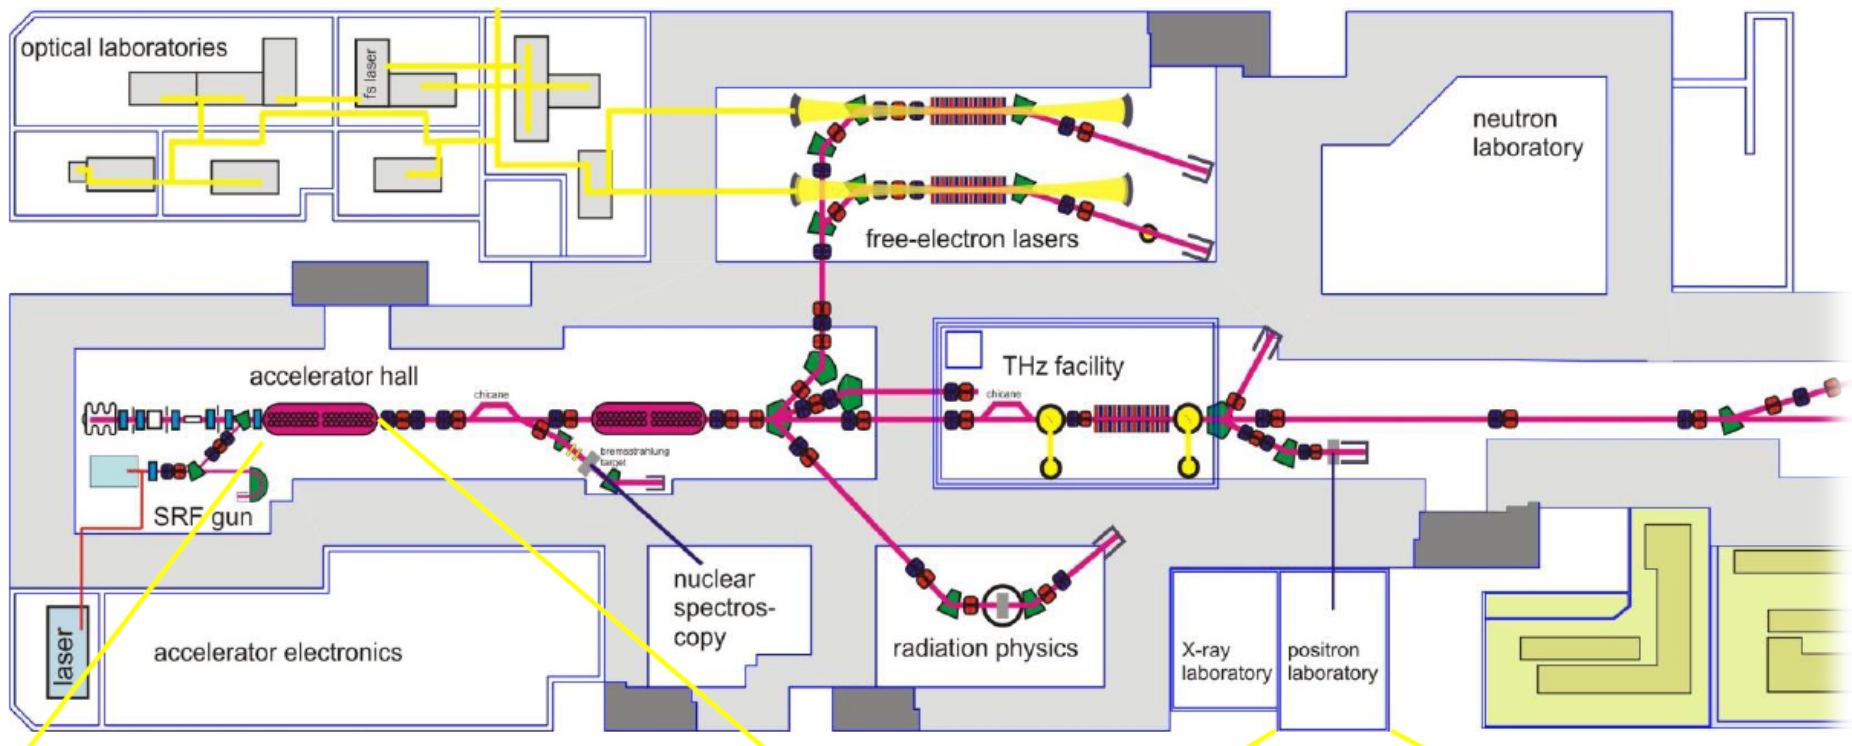 optical laboratories
fs laser
neutron
laboratory
free-electron lasers
accelerator hall
chicane
THz facility
chicane
bremsstrahlung
target
SRF gun
nuclear
spectros-
copy
radiation physics
X-ray
laboratory
positron
laboratory
laser
accelerator electronics